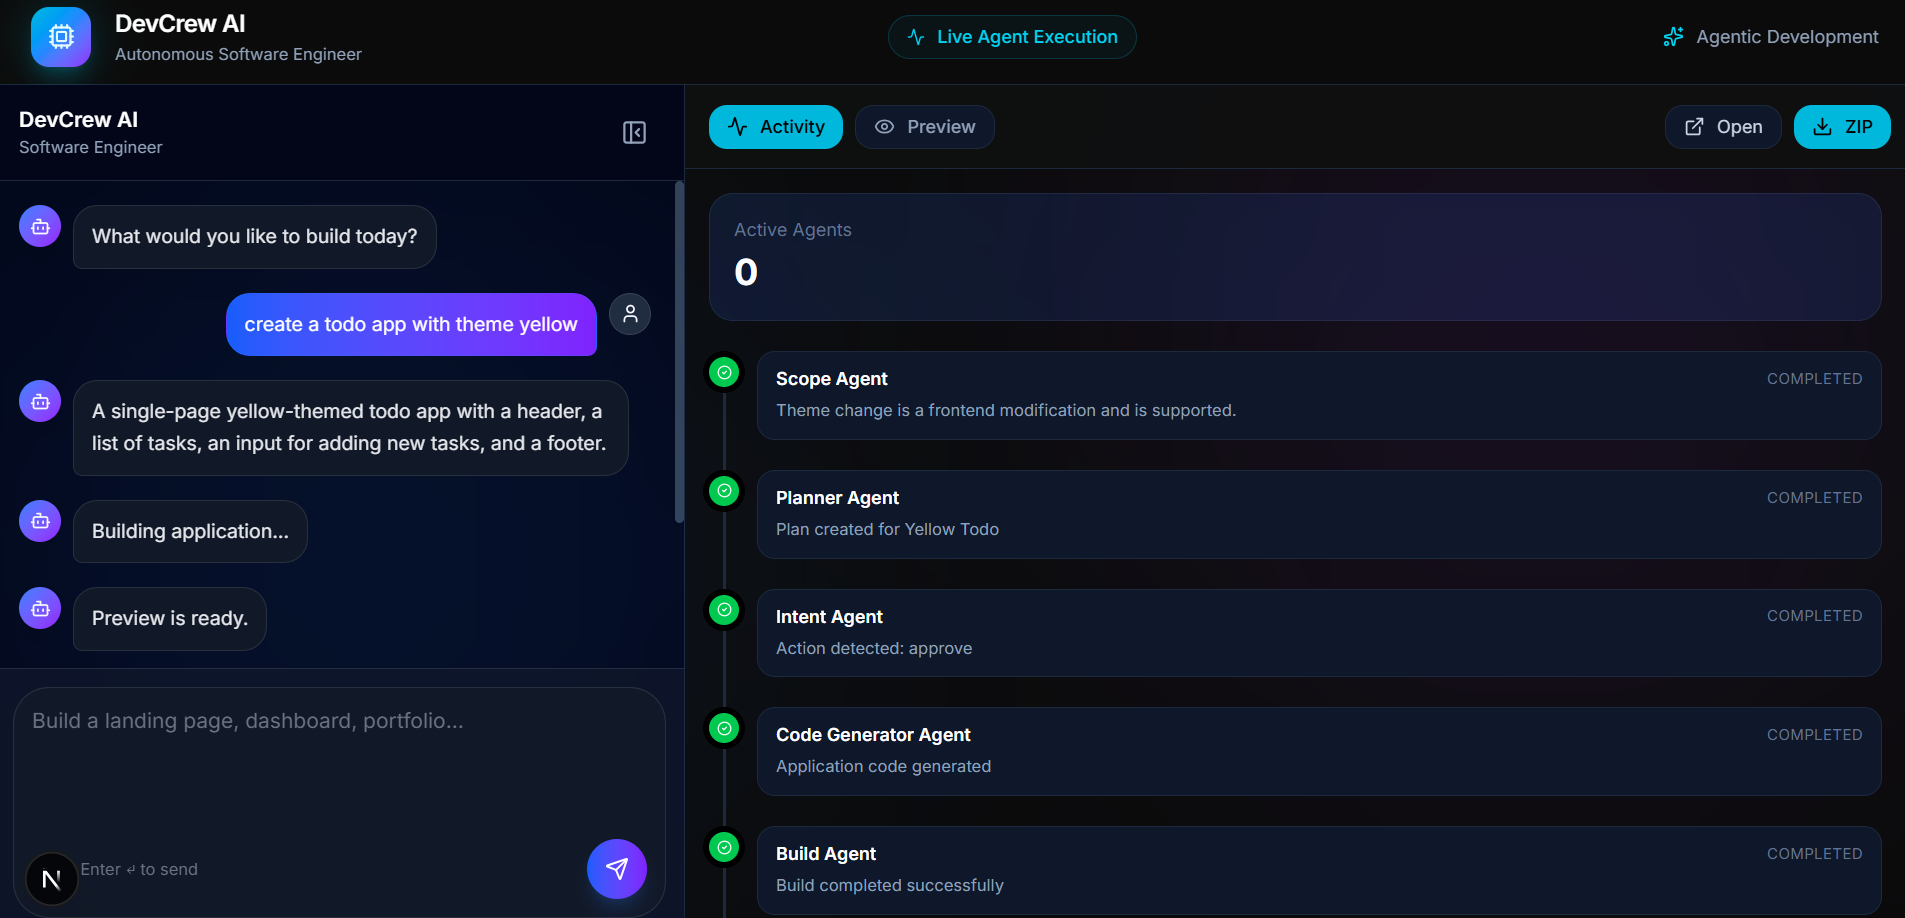 DevCrew AI
Autonomous Software Engineer
Live Agent Execution
Agentic Development
DevCrew AI
Software Engineer
What would you like to build today?
create a todo app with theme yellow
A single-page yellow-themed todo app with a header, a
list of tasks, an input for adding new tasks, and a footer.
Building application...
Preview is ready.
Build a landing page, dashboard, portfolio...
N
Enter ↵ to send
Activity
Preview
Open
ZIP
Active Agents
0
Scope Agent
COMPLETED
Theme change is a frontend modification and is supported.
Planner Agent
COMPLETED
Plan created for Yellow Todo
Intent Agent
COMPLETED
Action detected: approve
Code Generator Agent
COMPLETED
Application code generated
Build Agent
COMPLETED
Build completed successfully